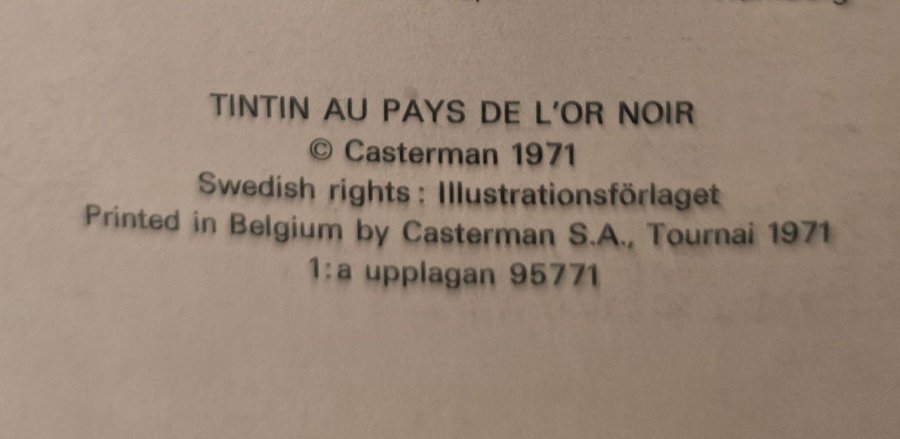 TINTIN AU PAYS DE L'OR NOIR
© Casterman 1971
Swedish rights : Illustrationsförlaget
Printed in Belgium by Casterman S.A., Tournai 1971
1:a upplagan 95771